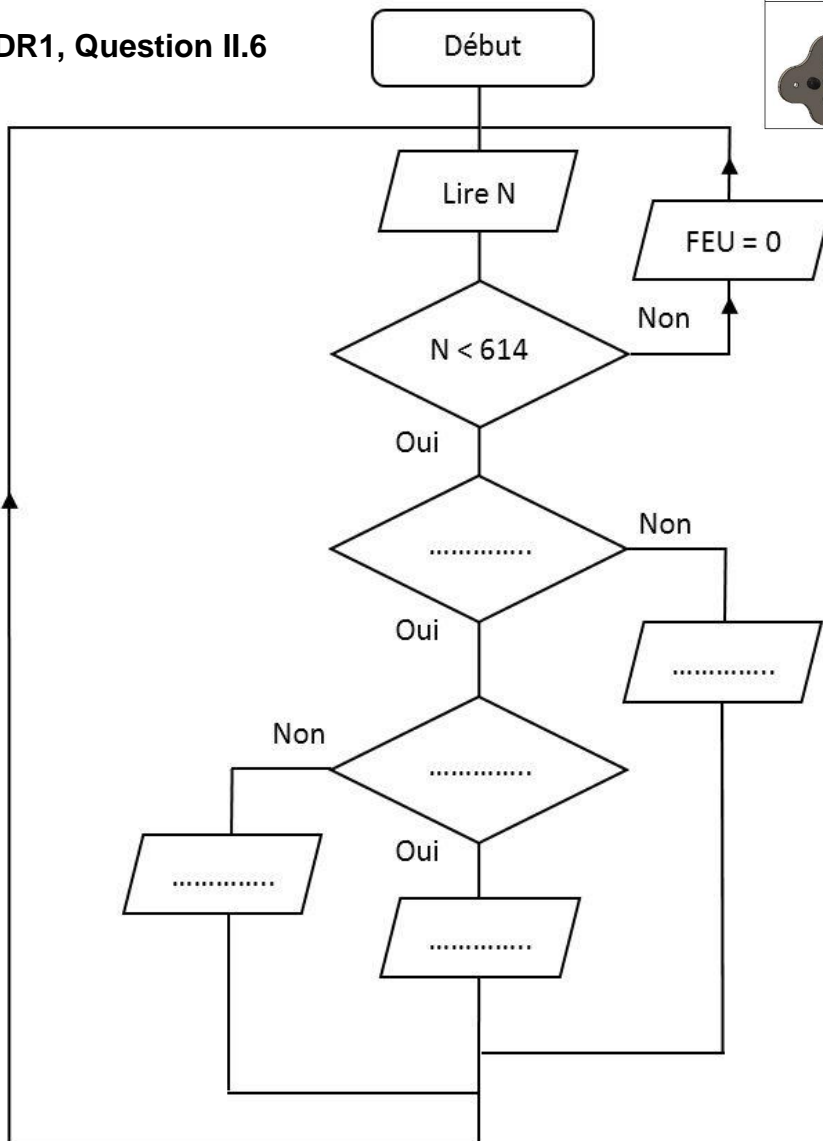 DR1, Question II.6
Début
Lire N
FEU = 0
Non
N < 614
Oui
Non
..............
Oui
..............
Non
..............
Oui
..............
..............